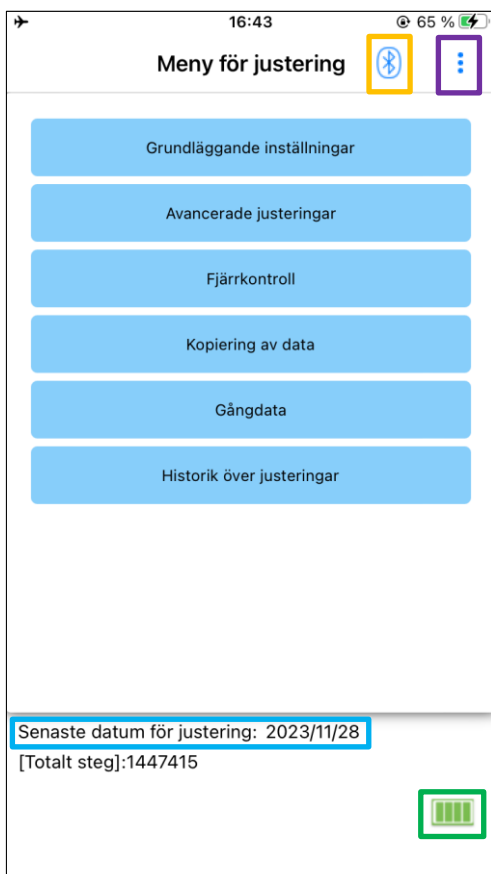 16:43
65 %
Meny för justering
Grundläggande inställningar
Avancerade justeringar
Fjärrkontroll
Kopiering av data
Gångdata
Historik över justeringar
Senaste datum för justering: 2023/11/28
[Totalt steg]:1447415